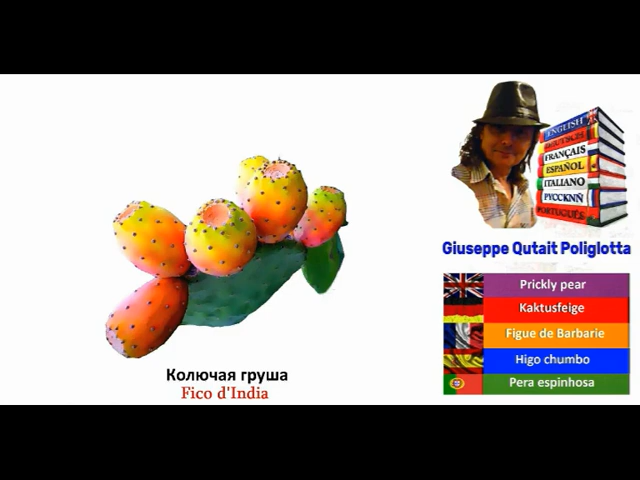 ENGLISH
DEUTSCH
FRANÇAIS
ESPAÑOL
ITALIANO
PORTUGUÊS
Giuseppe Qutait Poliglotta
Prickly pear
Kaktusfeige
Figue de Barbarie
Higo chumbo
Pera espinhosa
Колючая груша
Fico d'India